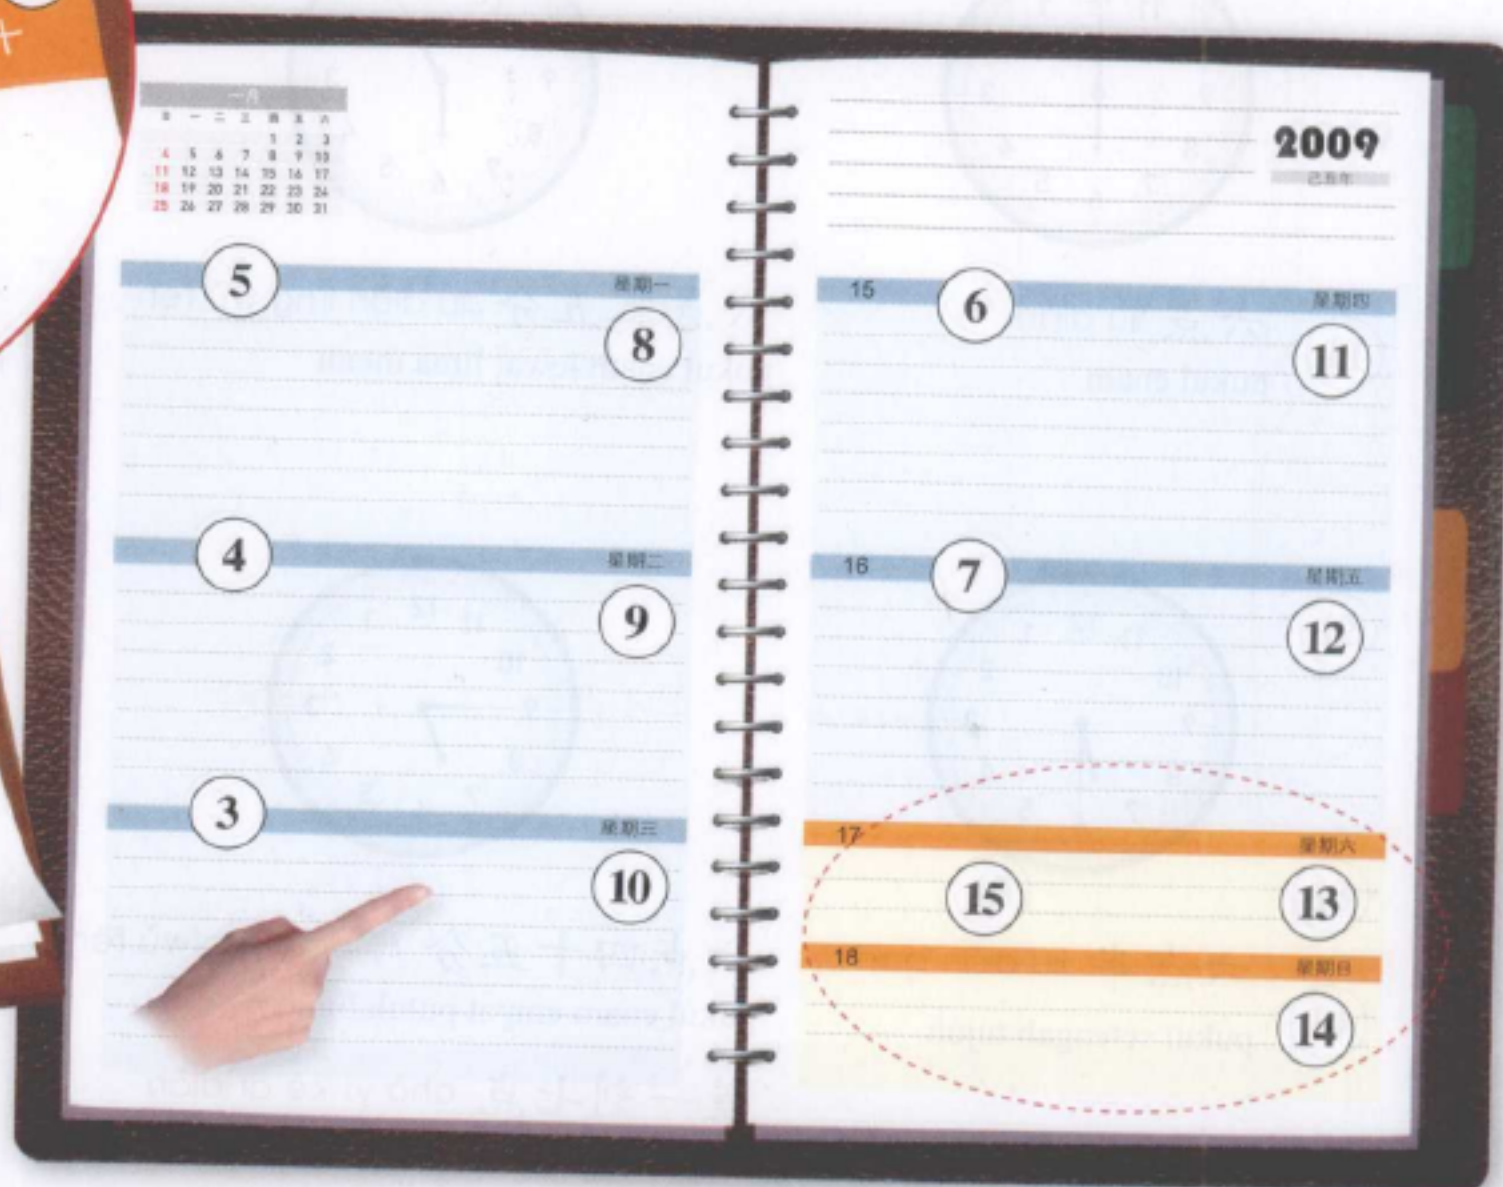 十
一月
日 一 二 三 四 五 六
1 2 3
4 5 6 7 8 9 10
11 12 13 14 15 16 17
18 19 20 21 22 23 24
25 26 27 28 29 30 31
5 星期一
8
4 星期二
9
3 星期三
10
2009
己丑年
15 6 星期四
11
16 7 星期五
12
17 星期六
15 13
18 星期日
14